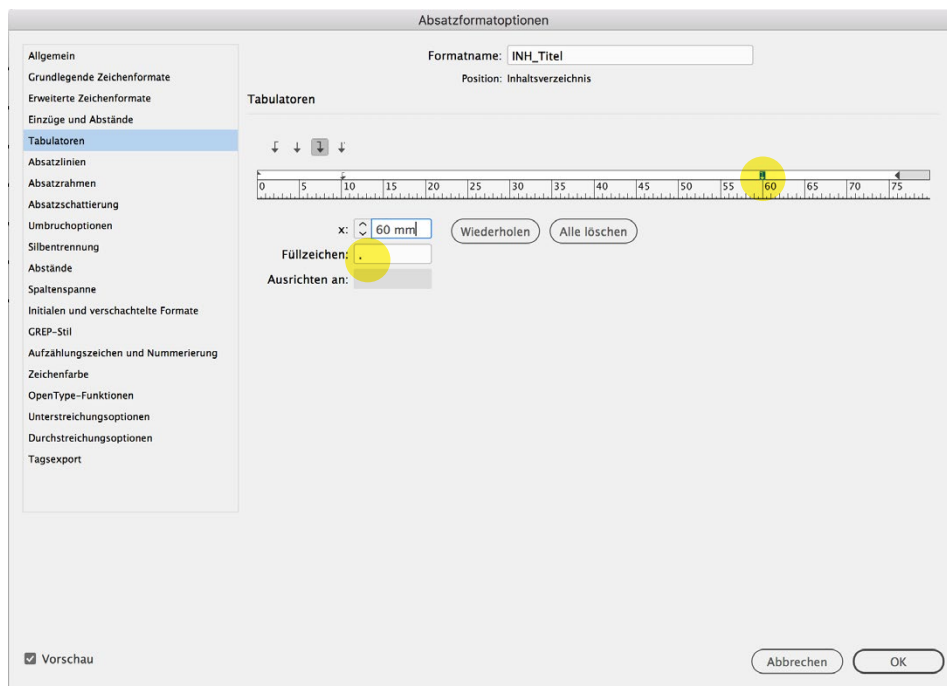 Absatzformatoptionen
Allgemein
Grundlegende Zeichenformate
Erweiterte Zeichenformate
Einzüge und Abstände
Tabulatoren
Absatzlinien
Absatzrahmen
Absatzschattierung
Umbruchoptionen
Silbentrennung
Abstände
Spaltenspanne
Initialen und verschachtelte Formate
GREP-Stil
Aufzählungszeichen und Nummerierung
Zeichenfarbe
OpenType-Funktionen
Unterstreichungsoptionen
Durchstreichungsoptionen
Tagsexport
Formatname: INH_Titel
Position: Inhaltsverzeichnis
Tabulatoren
0 5 10 15 20 25 30 35 40 45 50 55 60 65 70 75
x: 60 mm Wiederholen Alle löschen
Füllzeichen: .
Ausrichten an:
Vorschau
Abbrechen OK